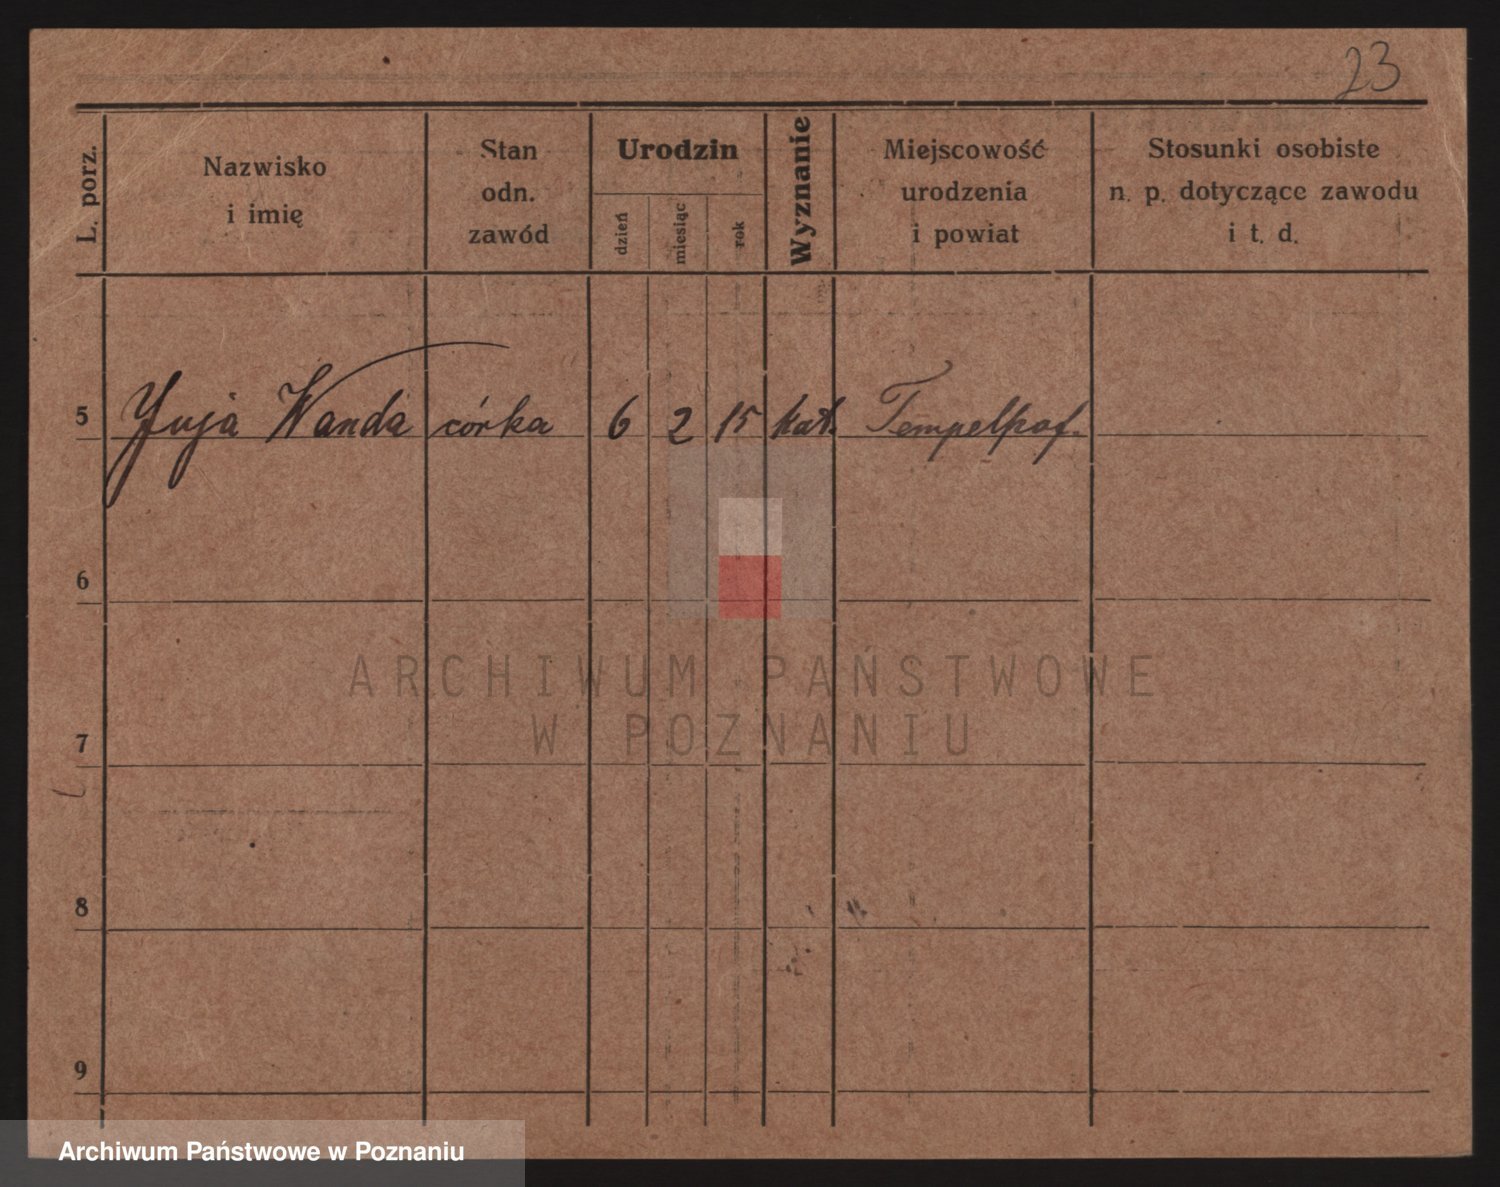 23
L. porz.
Nazwisko
i imię
Stan
odn.
zawód
Urodzin
dzień
miesiąc
rok
Wyznanie
Miejscowość
urodzenia
i powiat
Stosunki osobiste
n. p. dotyczące zawodu
i t. d.
5 Wanda córka 6 2 15 kat.
6
ARCHIWUM PAŃSTWOWE
W POZNANIU
7
8
9
Archiwum Państwowe w Poznaniu